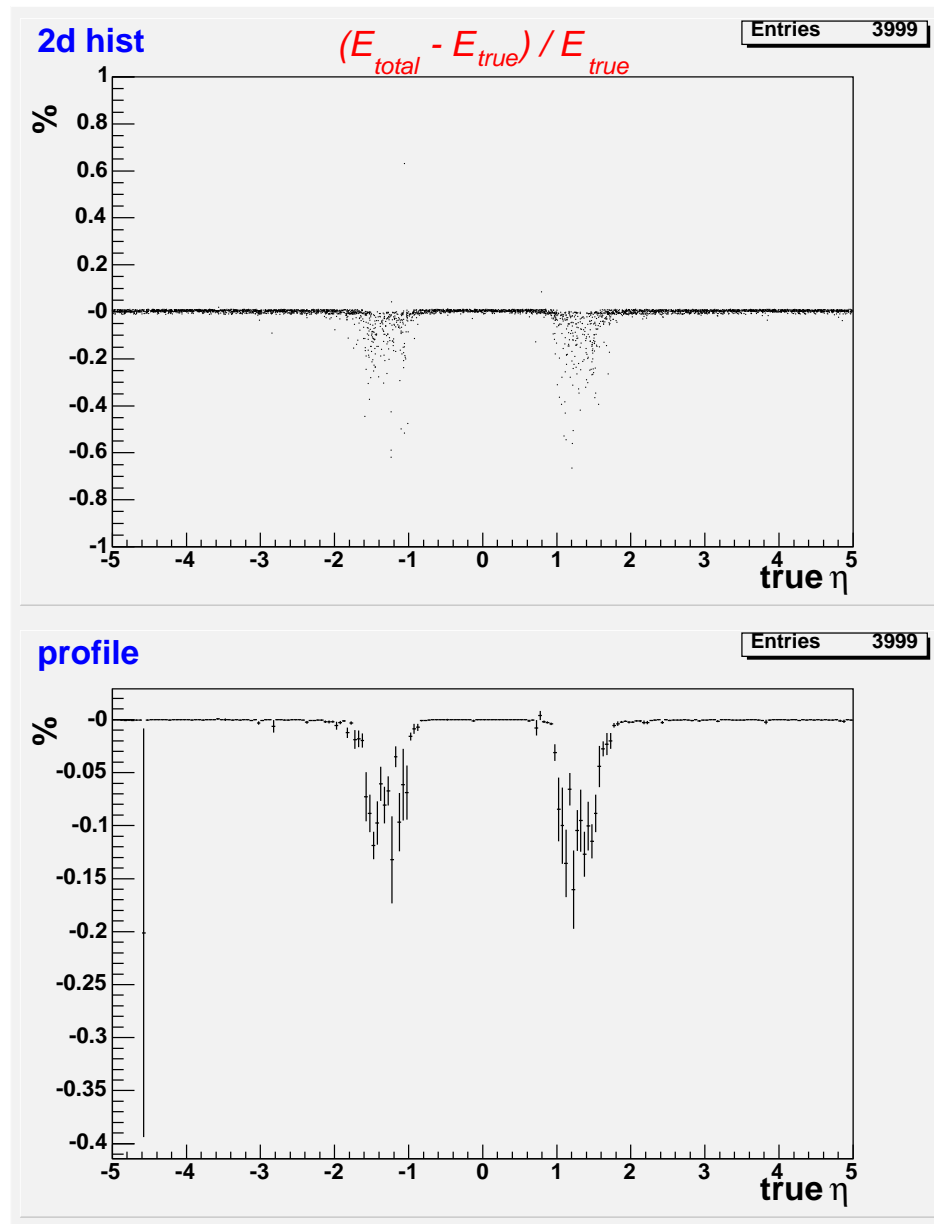 2d hist
(E_total - E_true) / E_true
Entries 3999
%
1
0.8
0.6
0.4
0.2
-0
-0.2
-0.4
-0.6
-0.8
-1
-5 -4 -3 -2 -1 0 1 2 3 4 5
true η
profile
Entries 3999
%
-0
-0.05
-0.1
-0.15
-0.2
-0.25
-0.3
-0.35
-0.4
-5 -4 -3 -2 -1 0 1 2 3 4 5
true η